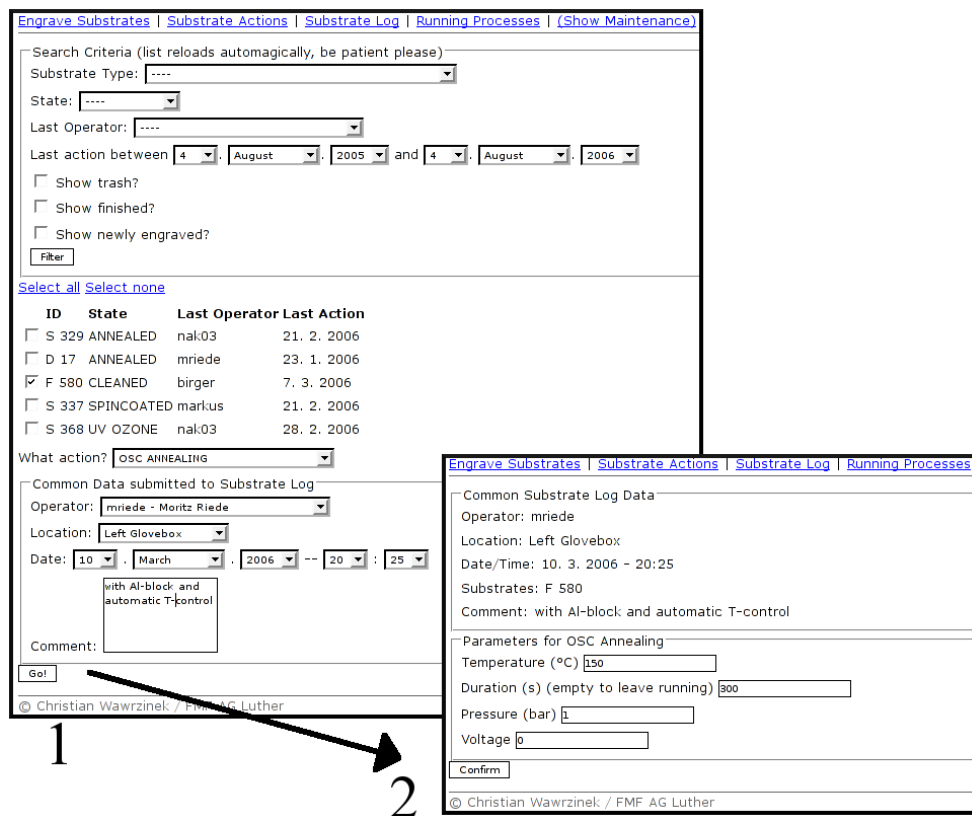 Engrave Substrates | Substrate Actions | Substrate Log | Running Processes | (Show Maintenance)
Search Criteria (list reloads automagically, be patient please)
Substrate Type: ----
State: ----
Last Operator: ----
Last action between 4 . August . 2005 and 4 . August . 2006
Show trash?
Show finished?
Show newly engraved?
Filter
Select all Select none
ID State Last Operator Last Action
S 329 ANNEALED nak03 21. 2. 2006
D 17 ANNEALED mriede 23. 1. 2006
F 580 CLEANED birger 7. 3. 2006
S 337 SPINCOATED markus 21. 2. 2006
S 368 UV OZONE nak03 28. 2. 2006
What action? OSC ANNEALING
Common Data submitted to Substrate Log
Operator: mriede - Moritz Riede
Location: Left Glovebox
Date: 10 . March . 2006 -- 20 : 25
with Al-block and
automatic T-control
Comment:
Go!
© Christian Wawrzinek / FMF AG Luther
1
Engrave Substrates | Substrate Actions | Substrate Log | Running Processes
Common Substrate Log Data
Operator: mriede
Location: Left Glovebox
Date/Time: 10. 3. 2006 - 20:25
Substrates: F 580
Comment: with Al-block and automatic T-control
Parameters for OSC Annealing
Temperature (°C) 150
Duration (s) (empty to leave running) 300
Pressure (bar) 1
Voltage 0
Confirm
© Christian Wawrzinek / FMF AG Luther
2